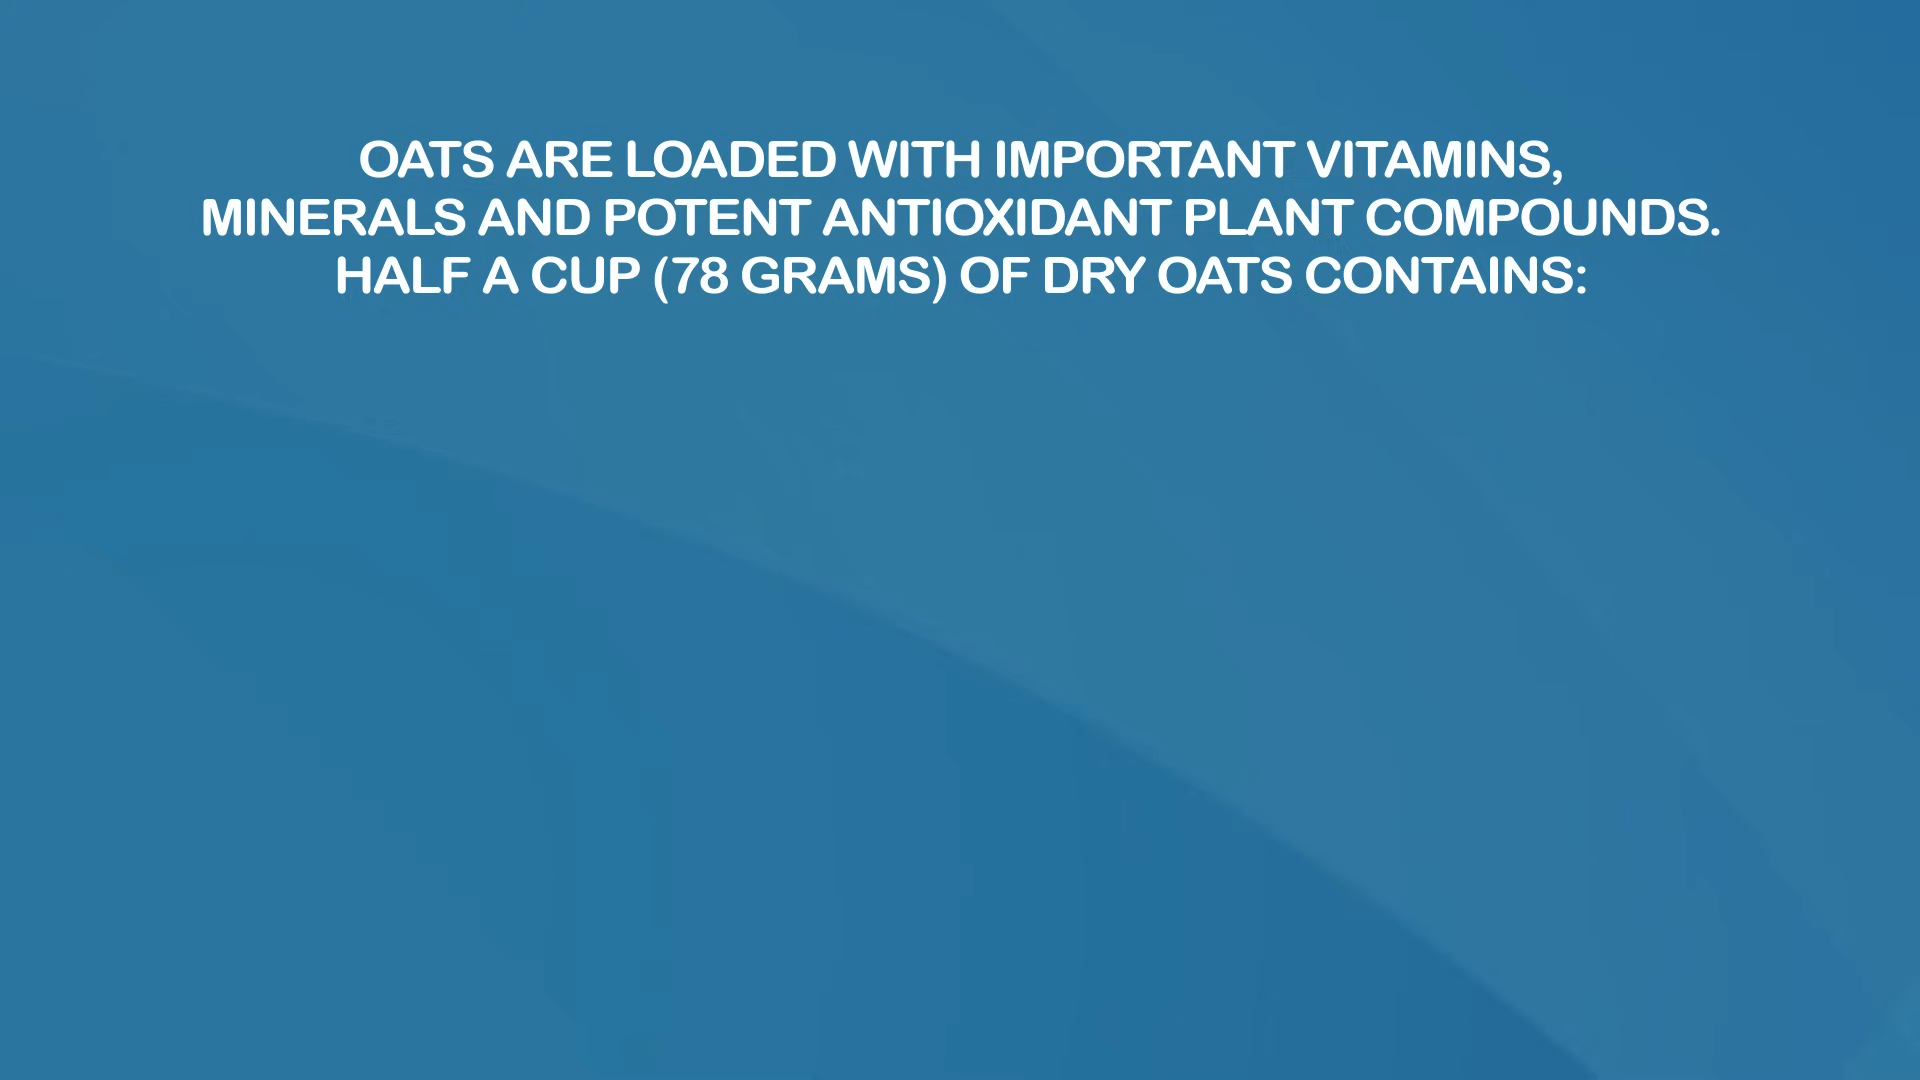 OATS ARE LOADED WITH IMPORTANT VITAMINS,
MINERALS AND POTENT ANTIOXIDANT PLANT COMPOUNDS.
HALF A CUP (78 GRAMS) OF DRY OATS CONTAINS: